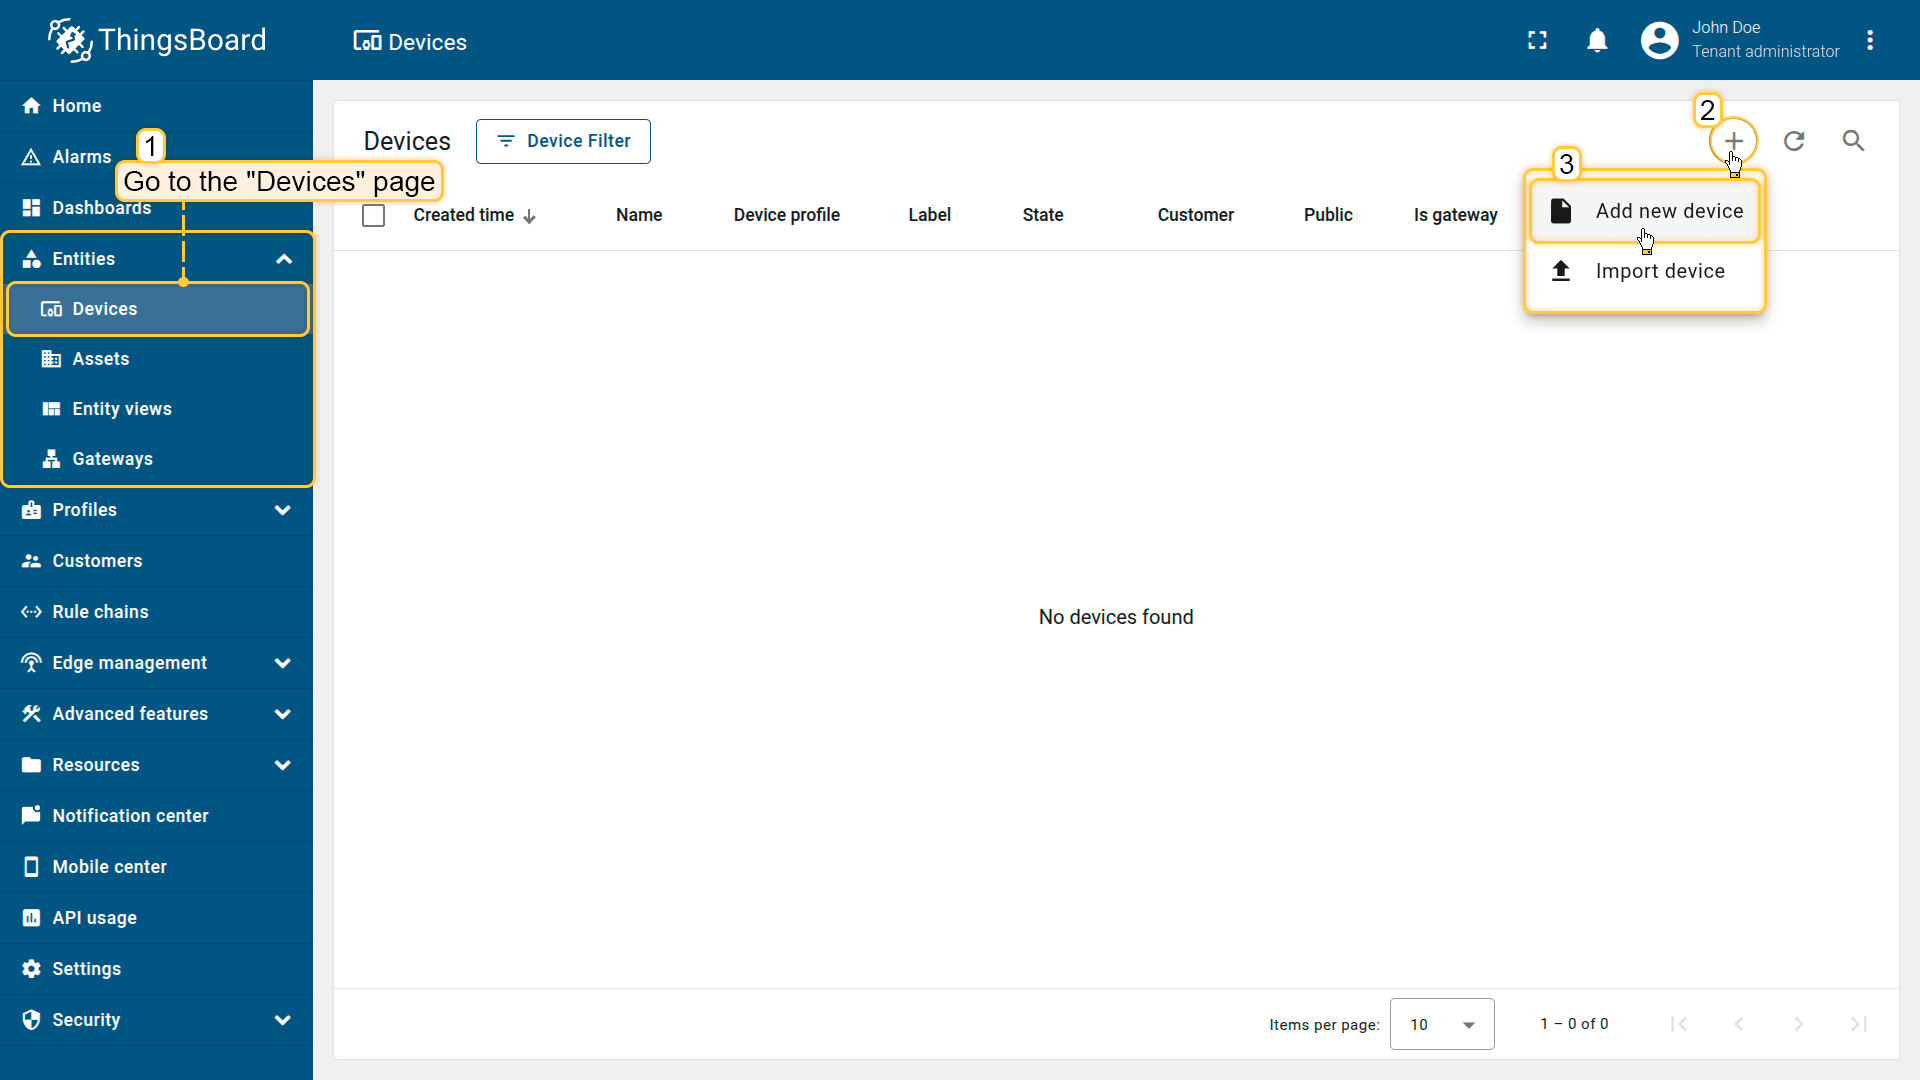 ThingsBoard
Devices
John Doe
Tenant administrator
Home
Alarms
1
Go to the "Devices" page
Dashboards
Entities
Devices
Assets
Entity views
Gateways
Profiles
Customers
Rule chains
Edge management
Advanced features
Resources
Notification center
Mobile center
API usage
Settings
Security
Devices
Device Filter
2
3
Add new device
Import device
Created time Name Device profile Label State Customer Public Is gateway
No devices found
Items per page: 10 1 – 0 of 0